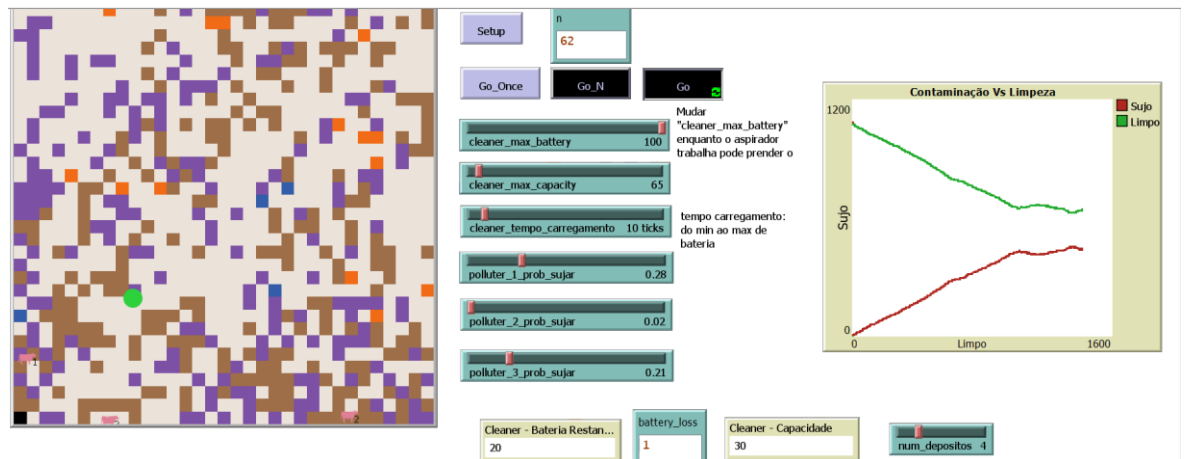 Setup
n
62
Go_Once
Go_N
Go
Mudar
"cleaner_max_battery"
enquanto o aspirador
trabalha pode prender o
cleaner_max_battery 100
cleaner_max_capacity 65
cleaner_tempo_carregamento 10 ticks
tempo carregamento:
do min ao max de
bateria
polluter_1_prob_sujar 0.28
polluter_2_prob_sujar 0.02
polluter_3_prob_sujar 0.21
Contaminação Vs Limpeza
1200
Sujo
0
0
Limpo
1600
Sujo
Limpo
1
2
Cleaner - Bateria Restan...
20
battery_loss
1
Cleaner - Capacidade
30
num_depositos 4